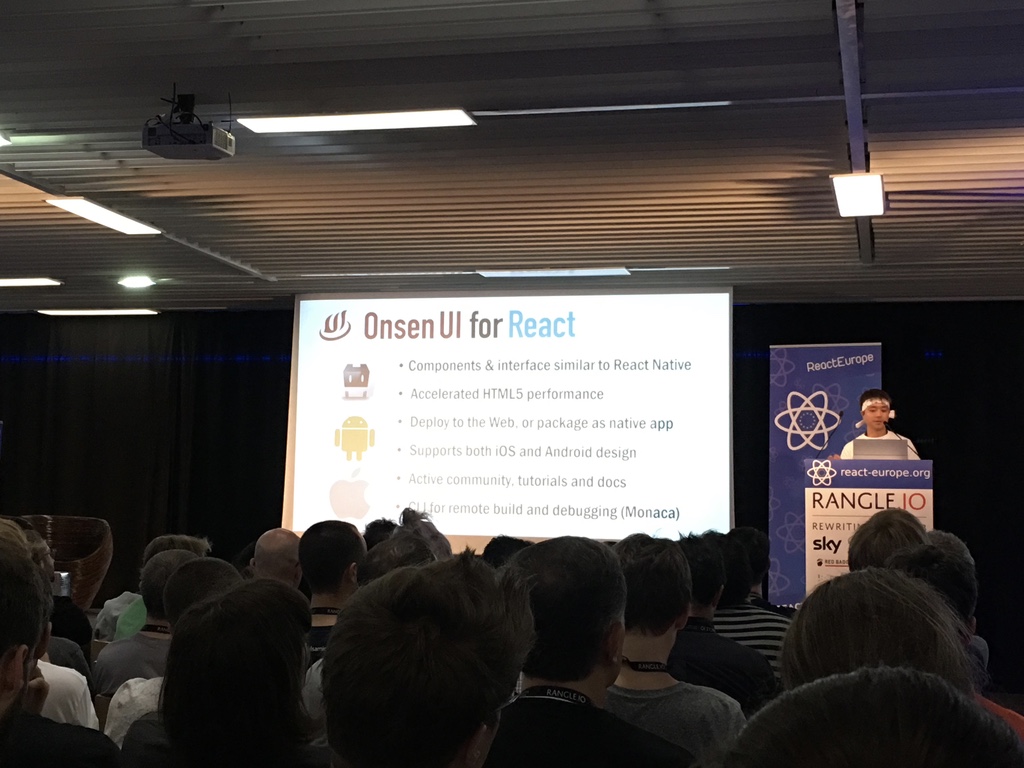 Onsen UI for React
• Components & interface similar to React Native
• Accelerated HTML5 performance
• Deploy to the Web, or package as native app
• Supports both iOS and Android design
• Active community, tutorials and docs
• CLI for remote build and debugging (Monaca)
ReactEurope
react-europe.org
RANGLE.IO
sky
RANGLE.IO